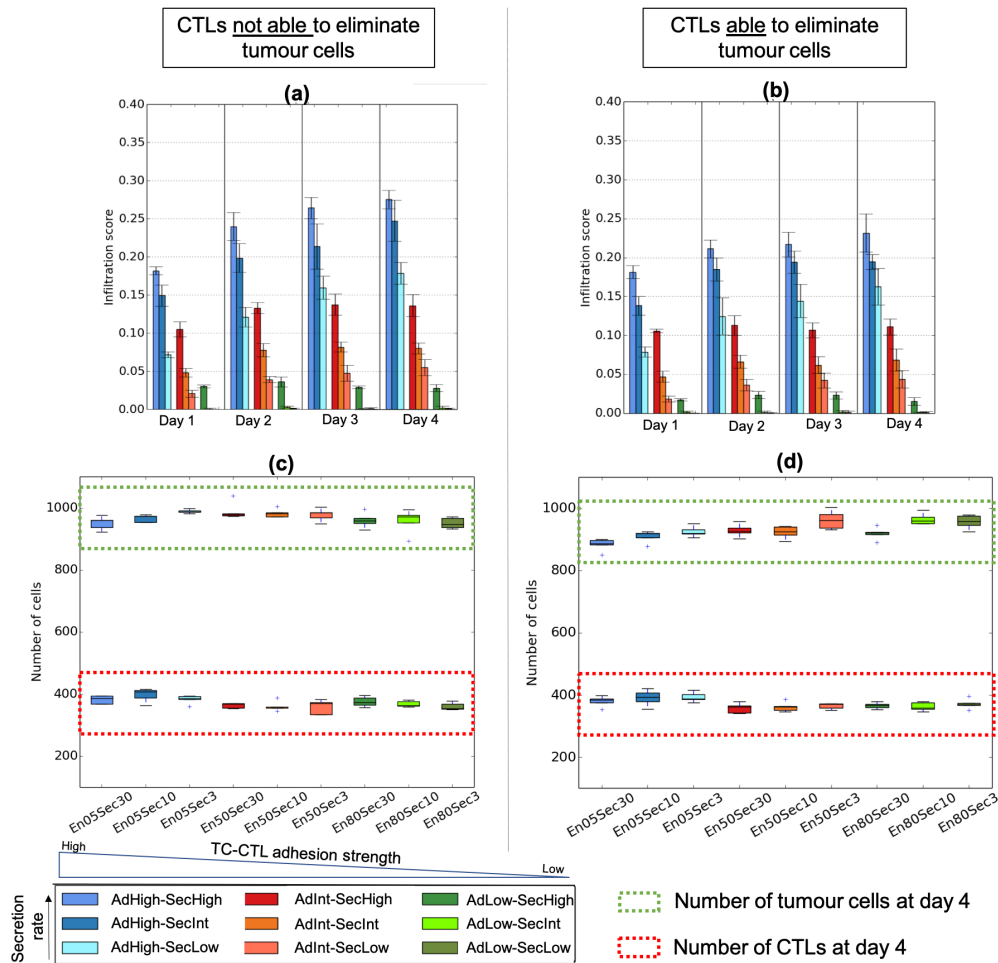 CTLs not able to eliminate
tumour cells
CTLs able to eliminate
tumour cells
(a)
0.40
0.35
0.30
0.25
0.20
0.15
0.10
0.05
0.00
Infiltration score
Day 1
Day 2
Day 3
Day 4
(b)
0.40
0.35
0.30
0.25
0.20
0.15
0.10
0.05
0.00
Infiltration score
Day 1
Day 2
Day 3
Day 4
(c)
1000
800
600
400
200
Number of cells
En05Sec30
En05Sec10
En05Sec3
En50Sec30
En50Sec10
En50Sec3
En80Sec30
En80Sec10
En80Sec3
(d)
1000
800
600
400
200
Number of cells
En05Sec30
En05Sec10
En05Sec3
En50Sec30
En50Sec10
En50Sec3
En80Sec30
En80Sec10
En80Sec3
High
TC-CTL adhesion strength
Low
Secretion
rate
AdHigh-SecHigh
AdInt-SecHigh
AdLow-SecHigh
AdHigh-SecInt
AdInt-SecInt
AdLow-SecInt
AdHigh-SecLow
AdInt-SecLow
AdLow-SecLow
Number of tumour cells at day 4
Number of CTLs at day 4